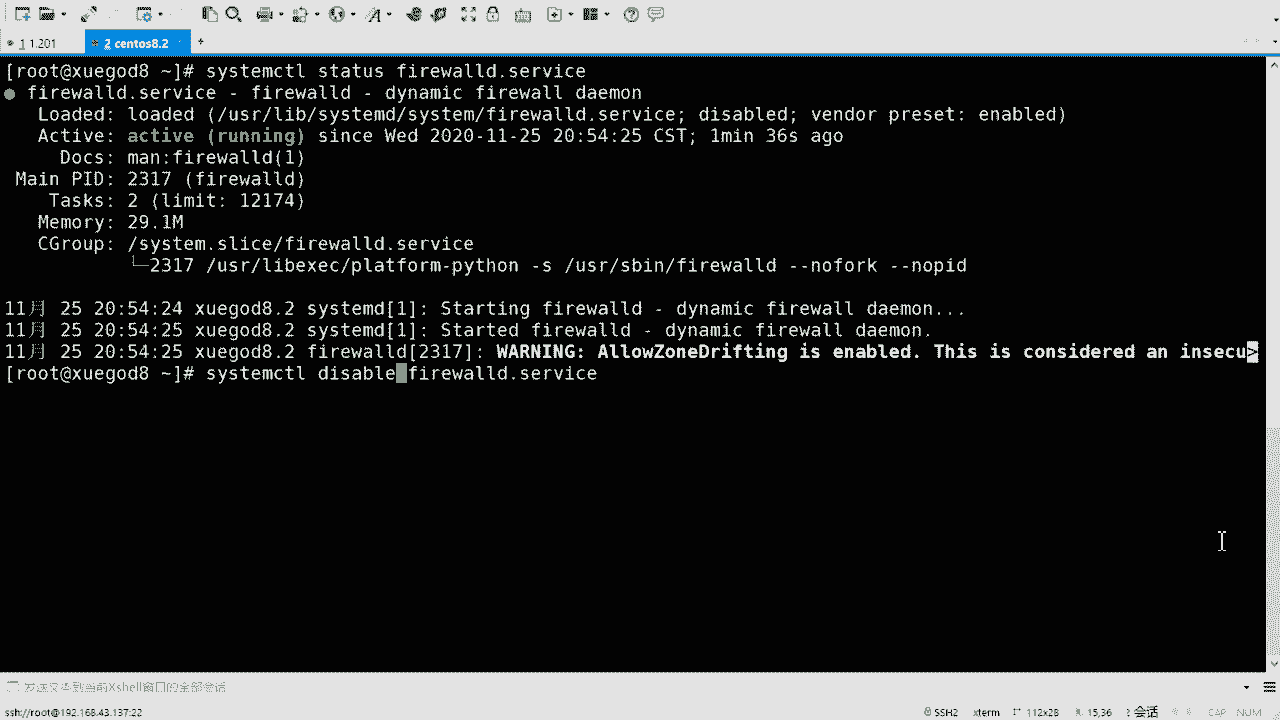 1 1.201
2 centos8.2
+
[root@xuegod8 ~]# systemctl status firewalld.service
● firewalld.service - firewalld - dynamic firewall daemon
Loaded: loaded (/usr/lib/systemd/system/firewalld.service; disabled; vendor preset: enabled)
Active: active (running) since Wed 2020-11-25 20:54:25 CST; 1min 36s ago
Docs: man:firewalld(1)
Main PID: 2317 (firewalld)
Tasks: 2 (limit: 12174)
Memory: 29.1M
CGroup: /system.slice/firewalld.service
└─2317 /usr/libexec/platform-python -s /usr/sbin/firewalld --nofork --nopid
11月 25 20:54:24 xuegod8.2 systemd[1]: Starting firewalld - dynamic firewall daemon...
11月 25 20:54:25 xuegod8.2 systemd[1]: Started firewalld - dynamic firewall daemon.
11月 25 20:54:25 xuegod8.2 firewalld[2317]: WARNING: AllowZoneDrifting is enabled. This is considered an insecu>
[root@xuegod8 ~]# systemctl disable firewalld.service
发送文本到当前Xshell窗口的全部会话
ssh://root@192.168.43.137:22
SSH2
xterm
112x28
15,36
会话
CAP
NUM